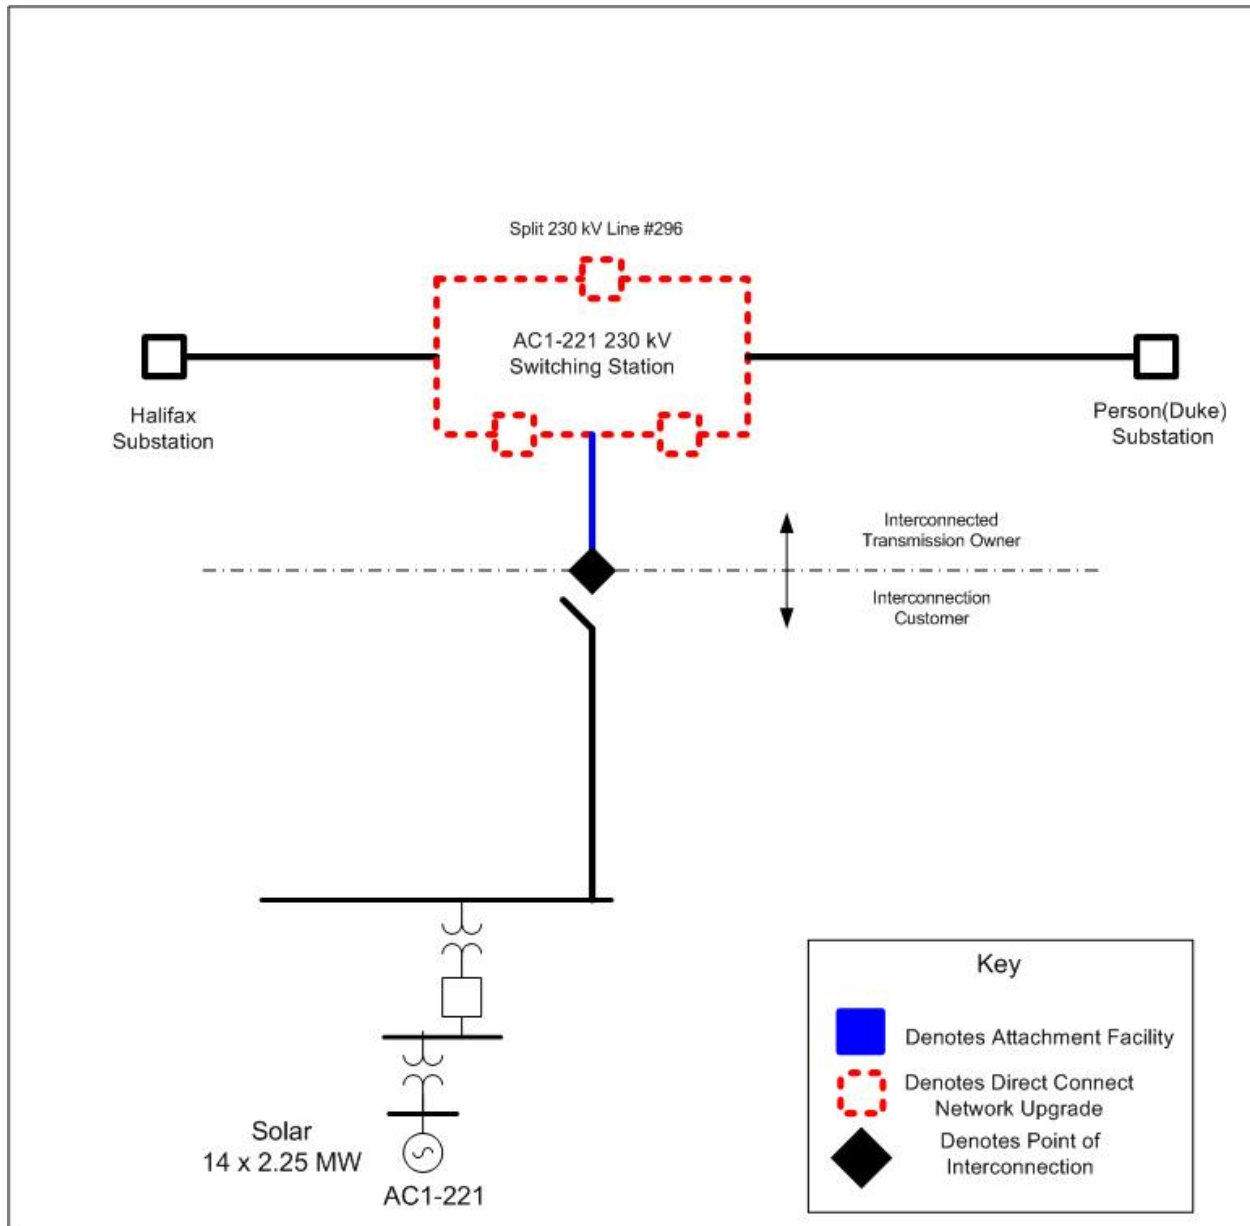 Split 230 kV Line #296
AC1-221 230 kV
Switching Station
Halifax
Substation
Person(Duke)
Substation
Interconnected
Transmission Owner
Interconnection
Customer
Solar
14 x 2.25 MW
AC1-221
Key
Denotes Attachment Facility
Denotes Direct Connect
Network Upgrade
Denotes Point of
Interconnection